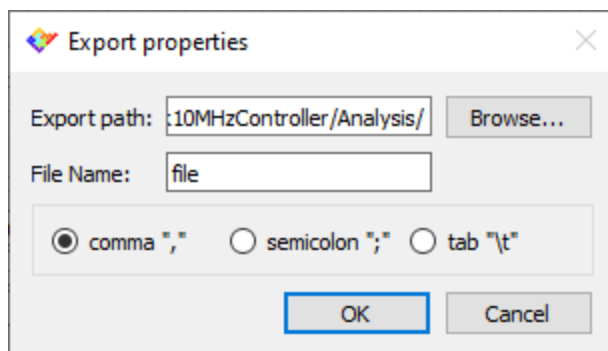 Export properties
Export path: :10MHzController/Analysis/ Browse...
File Name: file
comma "," semicolon ";" tab "\t"
OK Cancel